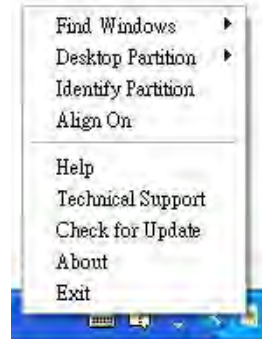 Find Windows
Desktop Partition
Identify Partition
Align On
Help
Technical Support
Check for Update
About
Exit